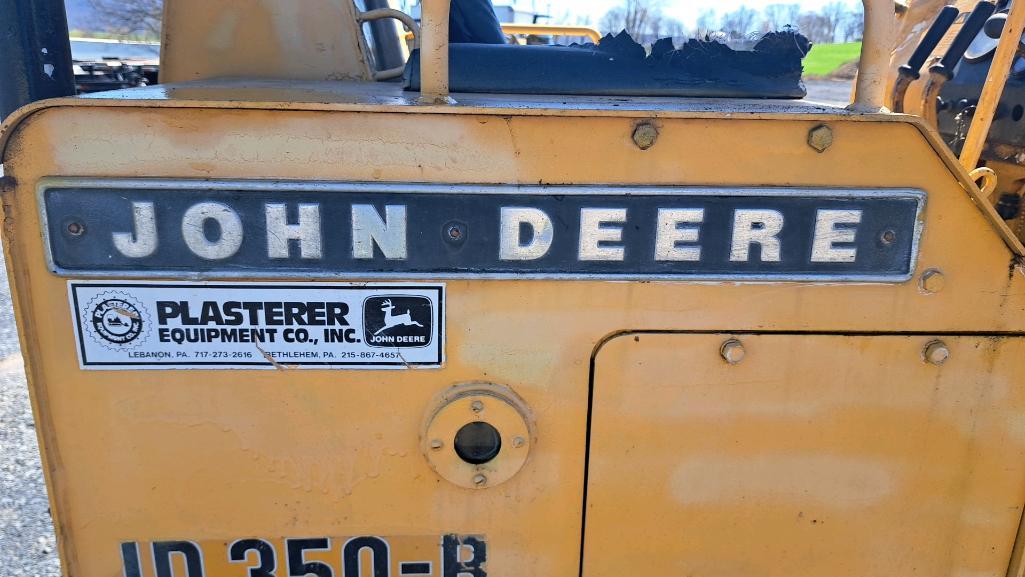 JOHN DEERE
PLASTERER
EQUIPMENT CO., INC.
JOHN DEERE
LEBANON, PA. 717-273-2616 BETHLEHEM, PA. 215-867-4657
JD 350-B